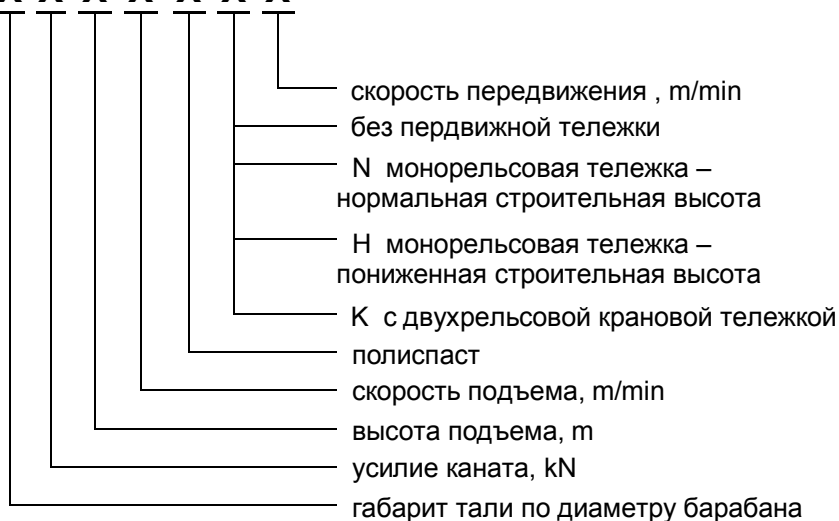 скорость передвижения , m/min
без пердвижной тележки
N монорельсовая тележка –
нормальная строительная высота
H монорельсовая тележка –
пониженная строительная высота
K с двухрельсовой крановой тележкой
полиспаст
скорость подъема, m/min
высота подъема, m
усилие каната, kN
габарит тали по диаметру барабана